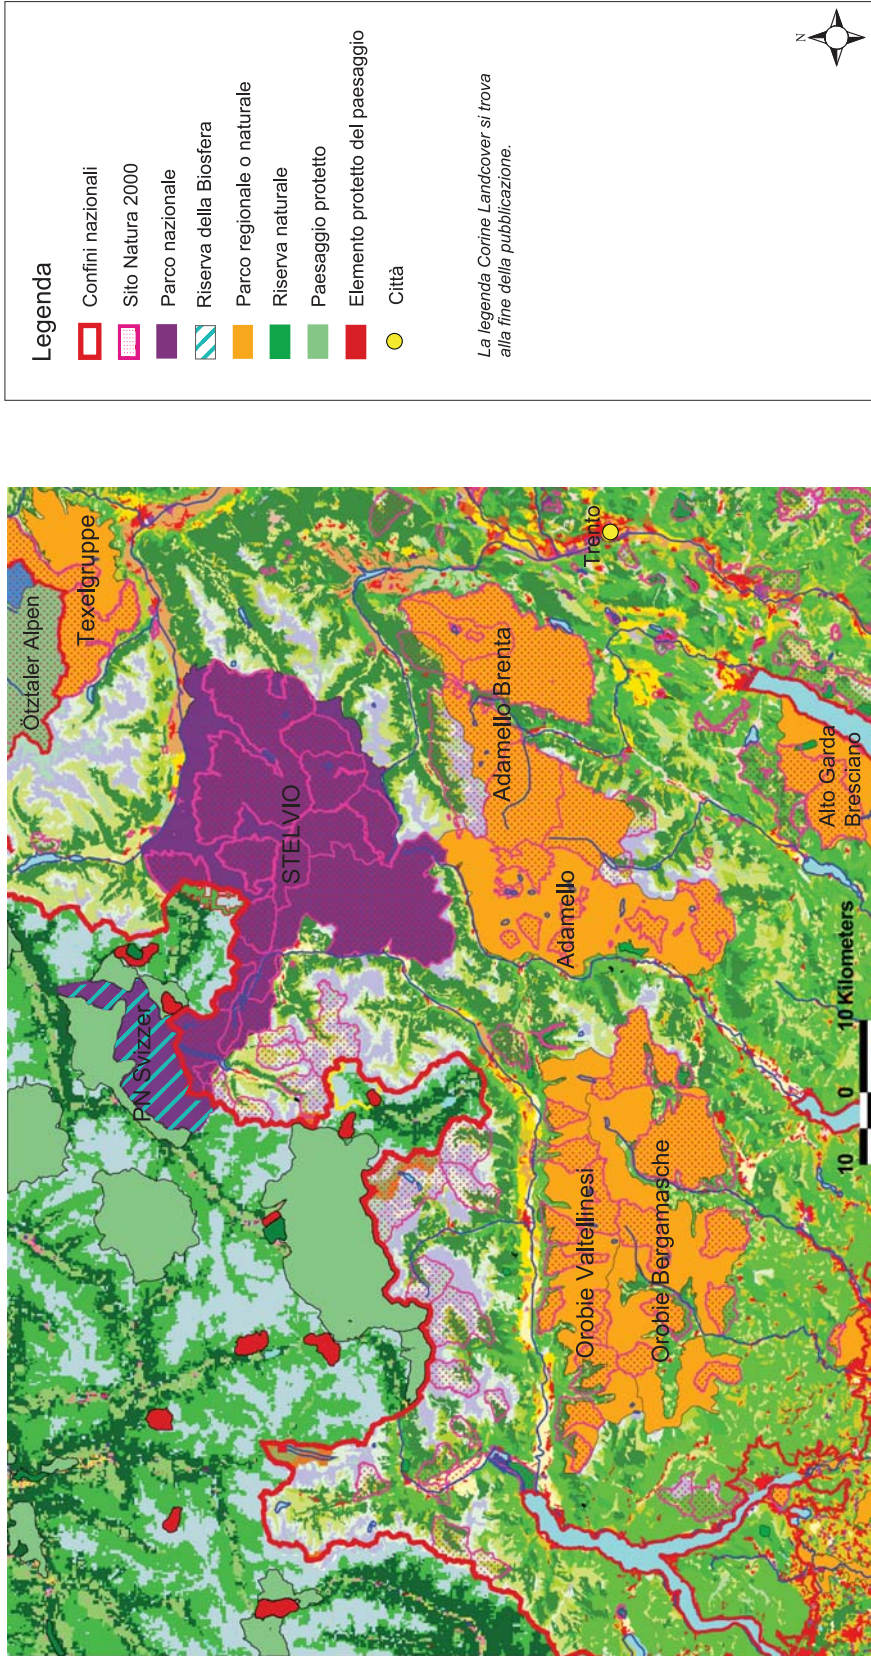 Legenda
Confini nazionali
Sito Natura 2000
Parco nazionale
Riserva della Biosfera
Parco regionale o naturale
Riserva naturale
Paesaggio protetto
Elemento protetto del paesaggio
Città
La legenda Corine Landcover si trova
alla fine della pubblicazione.
N
Ötztaler Alpen
Texelgruppe
PN Svizzer
STELVIO
Adamello Brenta
Adamello
Trento
Alto Garda
Bresciano
Orobie Valtellinesi
Orobie Bergamasche
10 0 10 Kilometers